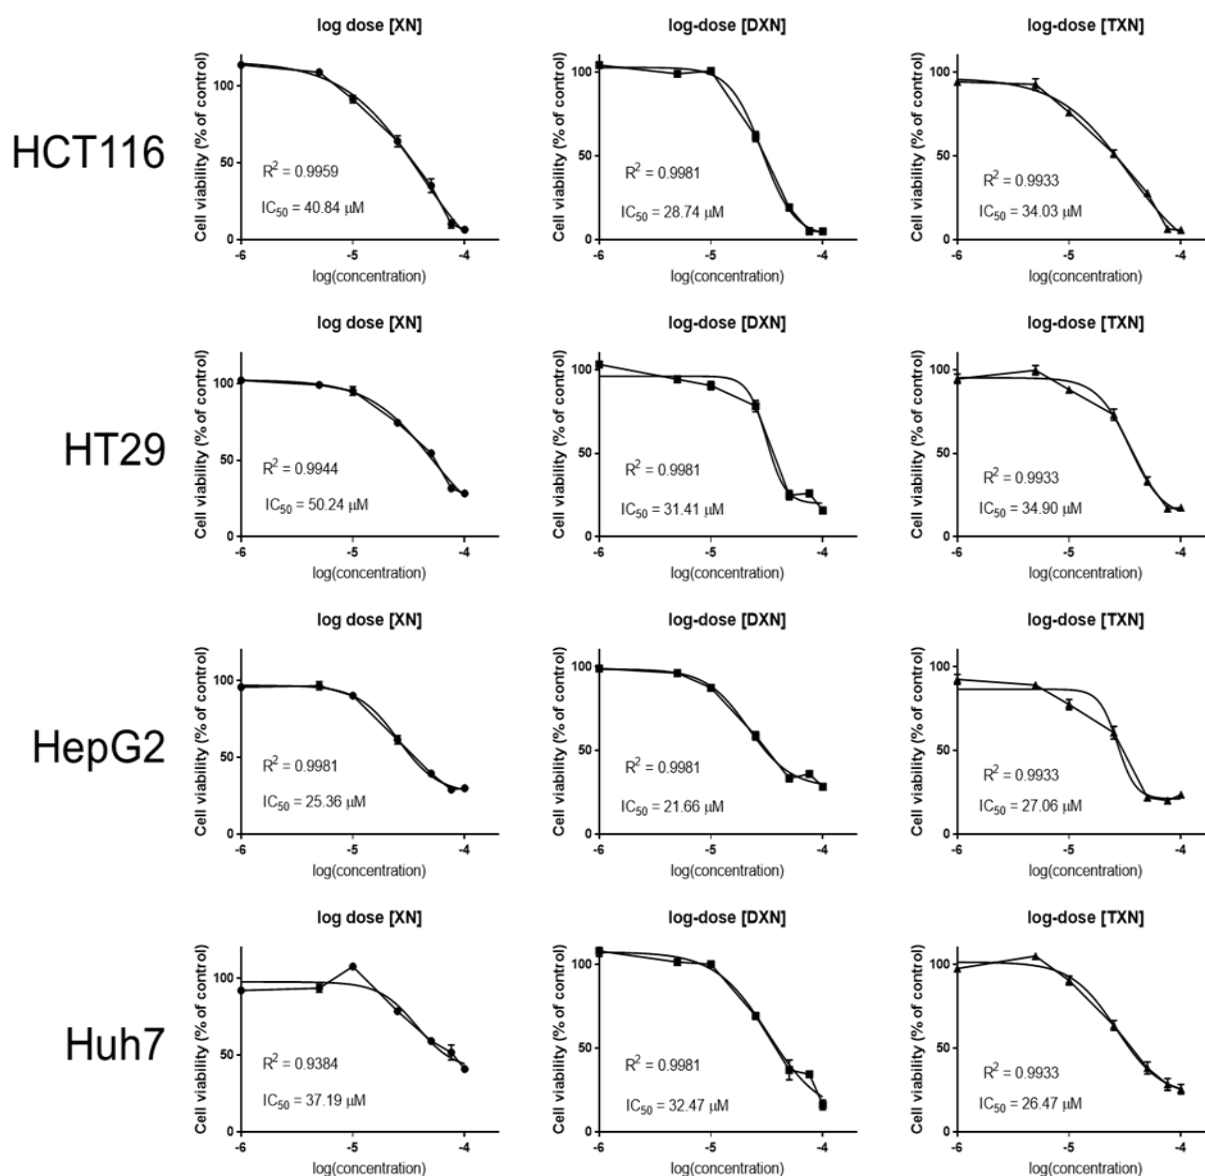 log dose [XN]
log-dose [DXN]
log-dose [TXN]
HCT116
Cell viability (% of control)
100
50
0
R² = 0.9959
IC₅₀ = 40.84 µM
-6
-5
-4
log(concentration)
Cell viability (% of control)
100
50
0
R² = 0.9981
IC₅₀ = 28.74 µM
-6
-5
-4
log(concentration)
Cell viability (% of control)
100
50
0
R² = 0.9933
IC₅₀ = 34.03 µM
-6
-5
-4
log(concentration)
log dose [XN]
log-dose [DXN]
log-dose [TXN]
HT29
Cell viability (% of control)
100
50
0
R² = 0.9944
IC₅₀ = 50.24 µM
-6
-5
-4
log(concentration)
Cell viability (% of control)
100
50
0
R² = 0.9981
IC₅₀ = 31.41 µM
-6
-5
-4
log(concentration)
Cell viability (% of control)
100
50
0
R² = 0.9933
IC₅₀ = 34.90 µM
-6
-5
-4
log(concentration)
log dose [XN]
log-dose [DXN]
log-dose [TXN]
HepG2
Cell viability (% of control)
100
50
0
R² = 0.9981
IC₅₀ = 25.36 µM
-6
-5
-4
log(concentration)
Cell viability (% of control)
100
50
0
R² = 0.9981
IC₅₀ = 21.66 µM
-6
-5
-4
log(concentration)
Cell viability (% of control)
100
50
0
R² = 0.9933
IC₅₀ = 27.06 µM
-6
-5
-4
log(concentration)
log dose [XN]
log-dose [DXN]
log-dose [TXN]
Huh7
Cell viability (% of control)
100
50
0
R² = 0.9384
IC₅₀ = 37.19 µM
-6
-5
-4
log(concentration)
Cell viability (% of control)
100
50
0
R² = 0.9981
IC₅₀ = 32.47 µM
-6
-5
-4
log(concentration)
Cell viability (% of control)
100
50
0
R² = 0.9933
IC₅₀ = 26.47 µM
-6
-5
-4
log(concentration)